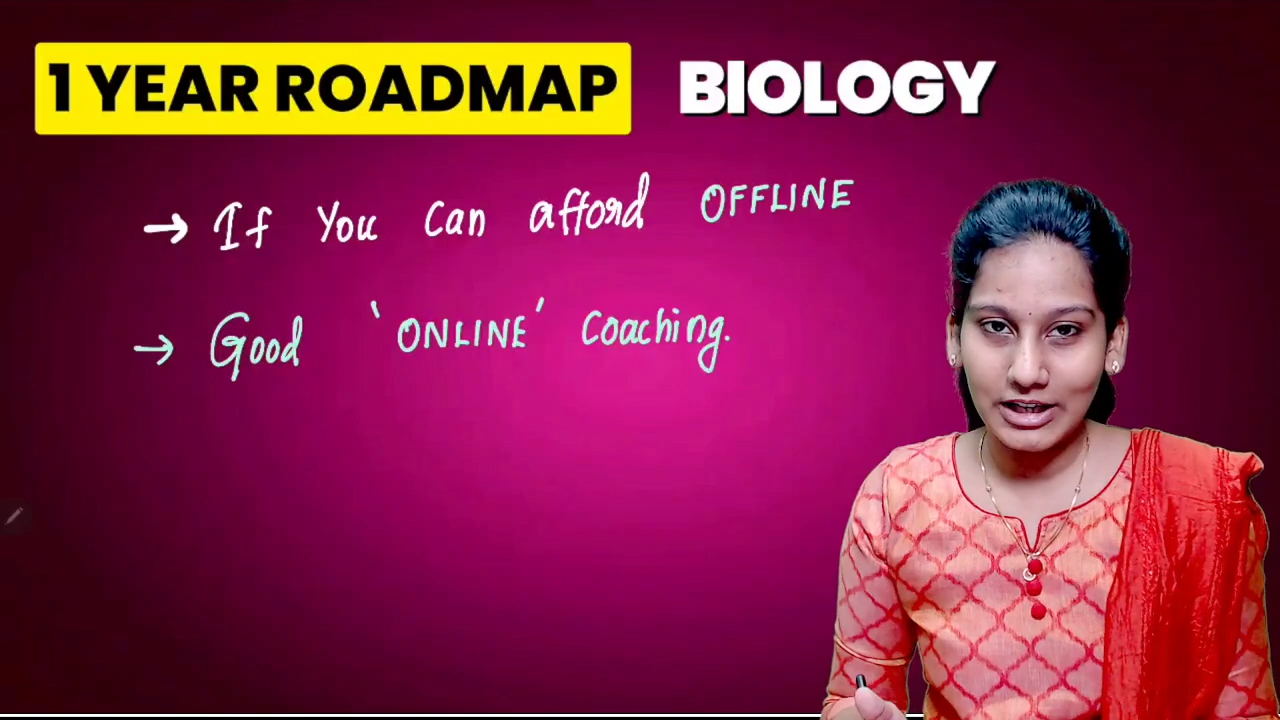 1 YEAR ROADMAP BIOLOGY
→ If You Can afford OFFLINE
→ Good 'ONLINE' Coaching.